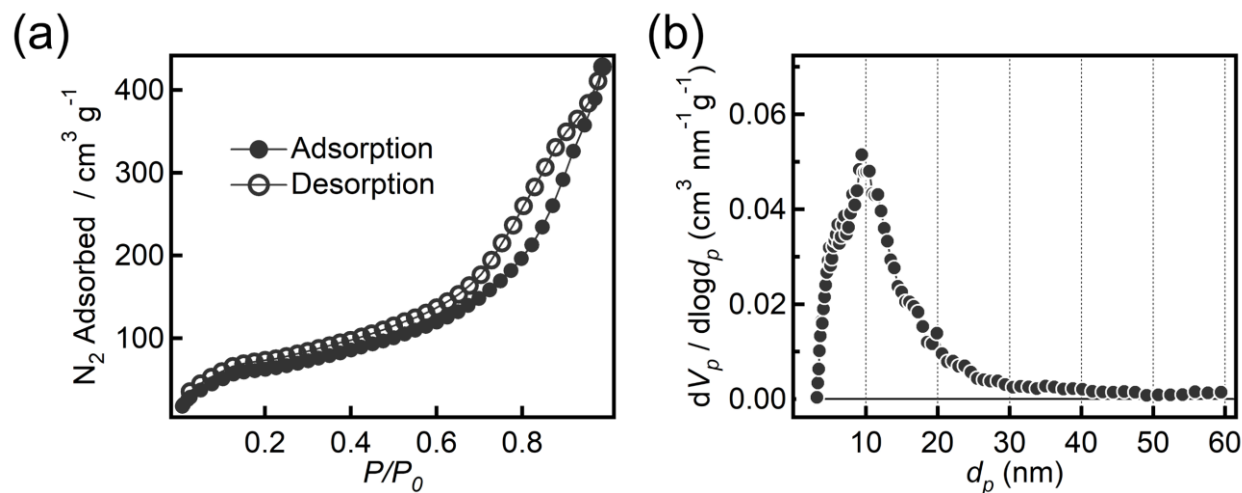 (a)
N₂ Adsorbed / cm³ g⁻¹
400
300
200
100
Adsorption
Desorption
0.2 0.4 0.6 0.8
P/P₀
(b)
dVₚ / dlogdₚ (cm³ nm⁻¹g⁻¹)
0.06
0.04
0.02
0.00
10 20 30 40 50 60
dₚ (nm)